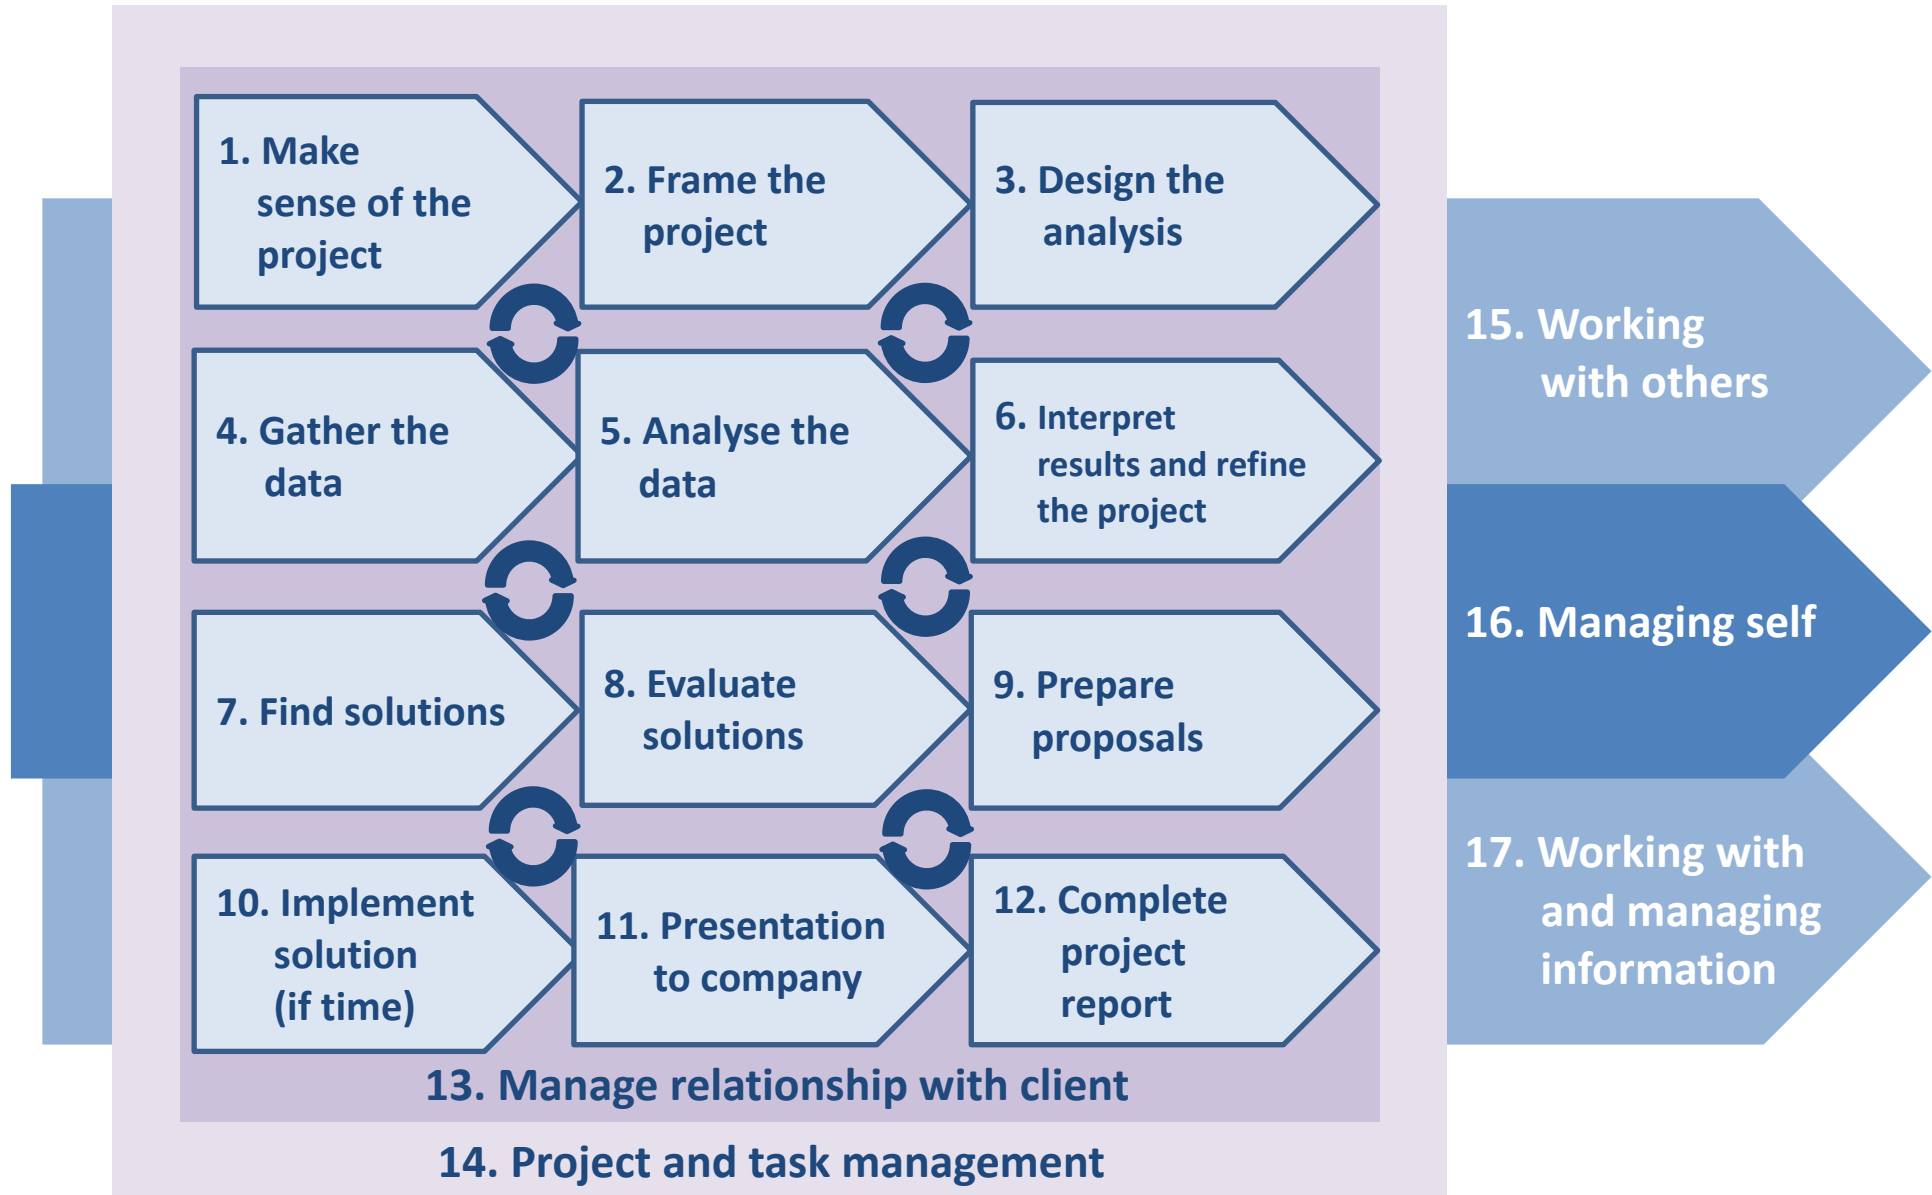 1. Make
sense of the
project
2. Frame the
project
3. Design the
analysis
4. Gather the
data
5. Analyse the
data
6. Interpret
results and refine
the project
7. Find solutions
8. Evaluate
solutions
9. Prepare
proposals
10. Implement
solution
(if time)
11. Presentation
to company
12. Complete
project
report
13. Manage relationship with client
14. Project and task management
15. Working
with others
16. Managing self
17. Working with
and managing
information